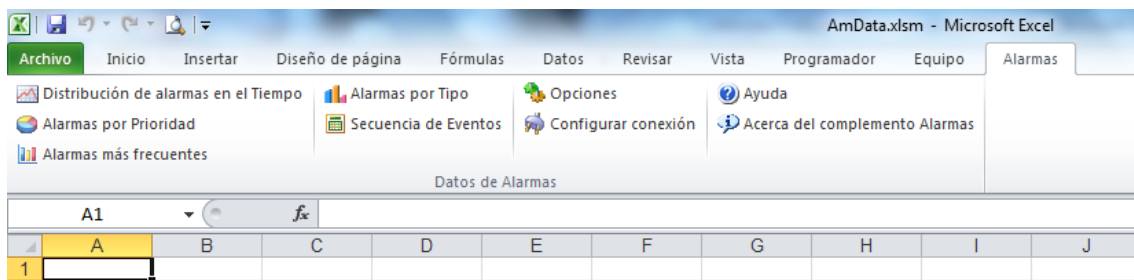 AmData.xlsm - Microsoft Excel
Archivo Inicio Insertar Diseño de página Fórmulas Datos Revisar Vista Programador Equipo Alarmas
Distribución de alarmas en el Tiempo Alarmas por Tipo Opciones Ayuda
Alarmas por Prioridad Secuencia de Eventos Configurar conexión Acerca del complemento Alarmas
Alarmas más frecuentes
Datos de Alarmas
A1 fx
A B C D E F G H I J
1